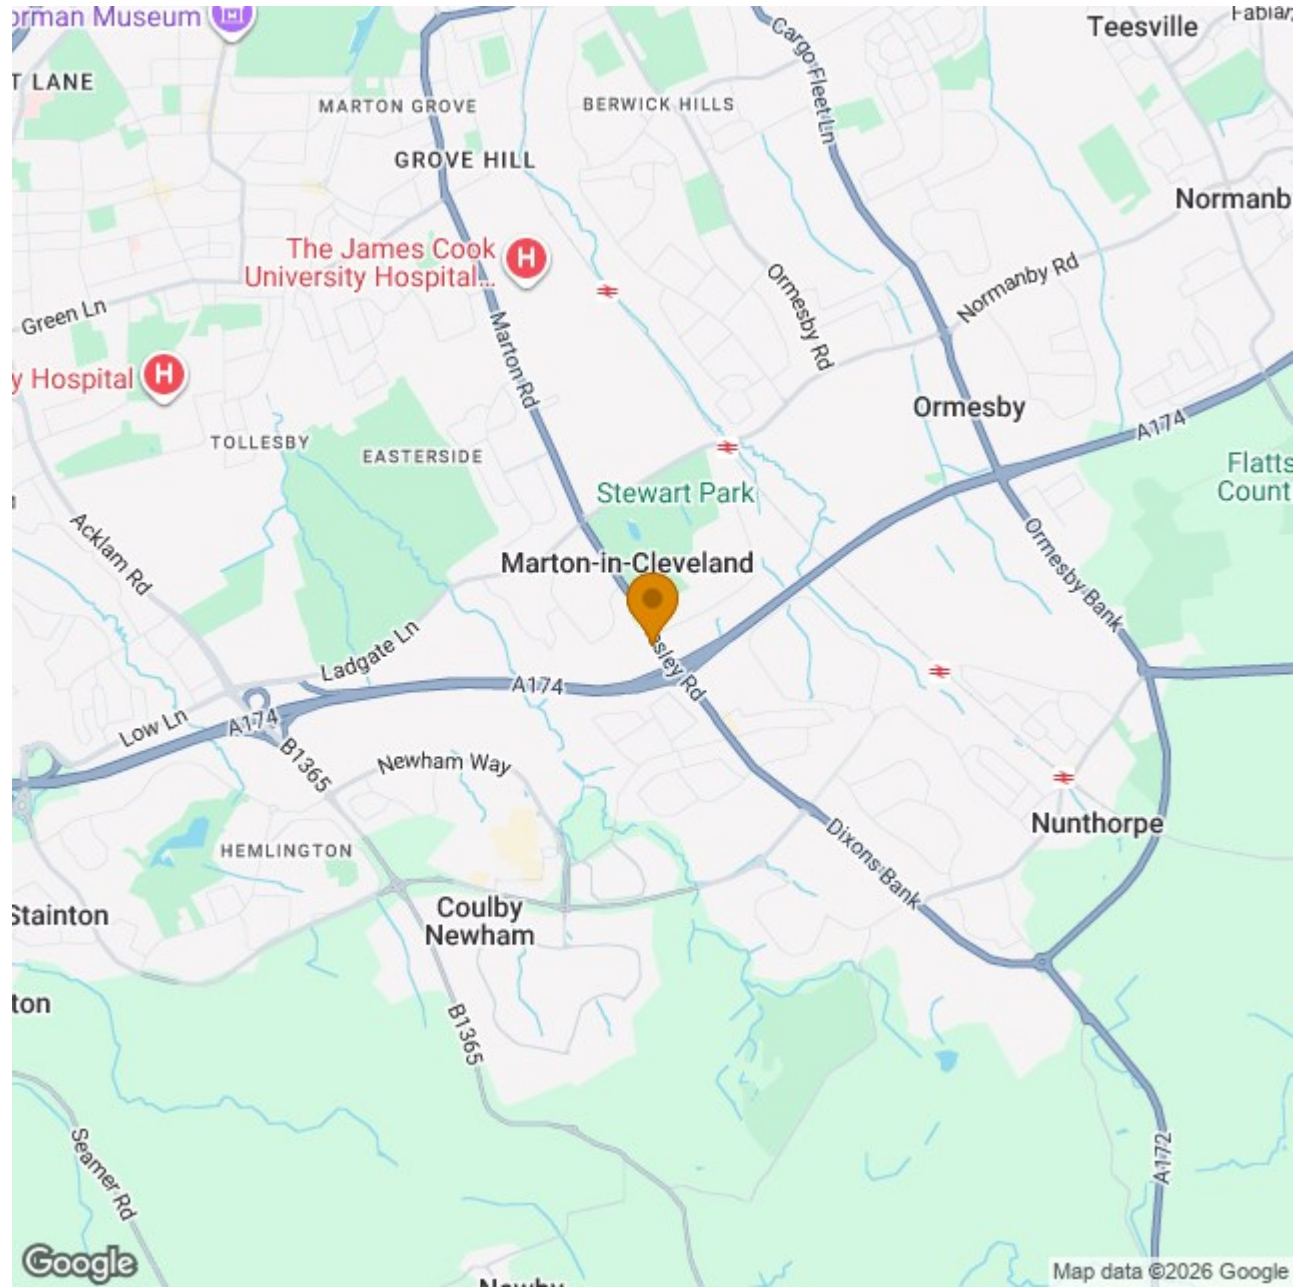 orman Museum
Teesville
Fabian
T LANE
MARTON GROVE
BERWICK HILLS
Cargo Fleet Ln
GROVE HILL
Normanb
The James Cook
University Hospital...
Ormesby Rd
Normanby Rd
Green Ln
Marton Rd
y Hospital
Ormesby
A174
TOLLESBY
EASTERSIDE
Flatts
Count
Stewart Park
Acklam Rd
Marton-in-Cleveland
Ormesby Bank
Ladgate Ln
sley Rd
A174
Low Ln
A174
B1365
Newham Way
Dixons Bank
Nunthorpe
HEMLINGTON
Stainton
Coulby
Newham
ton
B1365
Seamer Rd
A172
Google
Map data ©2026 Google